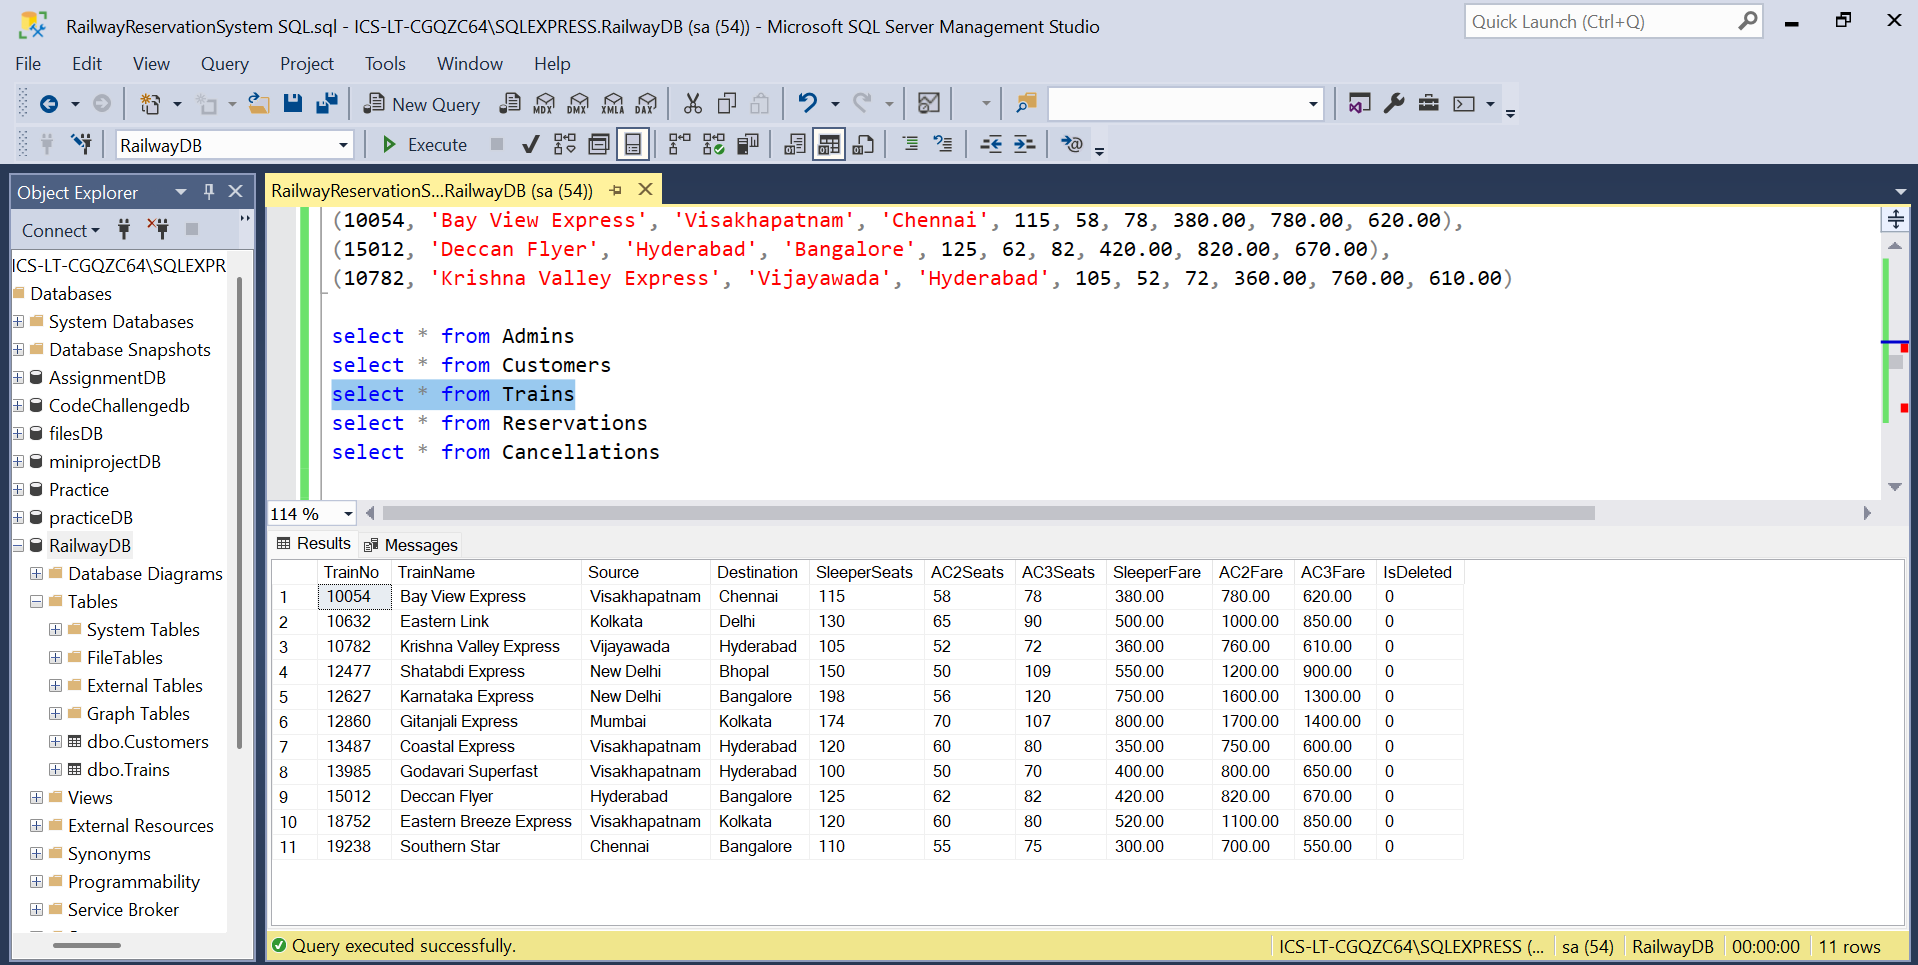 RailwayReservationSystem SQL.sql - ICS-LT-CGQZC64\SQLEXPRESS.RailwayDB (sa (54)) - Microsoft SQL Server Management Studio
Quick Launch (Ctrl+Q)
File Edit View Query Project Tools Window Help
New Query MDX DMX XMLA DAX
RailwayDB Execute
Object Explorer
Connect
ICS-LT-CGQZC64\SQLEXPR
Databases
System Databases
Database Snapshots
AssignmentDB
CodeChallengedb
filesDB
miniprojectDB
Practice
practiceDB
RailwayDB
Database Diagrams
Tables
System Tables
FileTables
External Tables
Graph Tables
dbo.Customers
dbo.Trains
Views
External Resources
Synonyms
Programmability
Service Broker
RailwayReservationS...RailwayDB (sa (54))
(10054, 'Bay View Express', 'Visakhapatnam', 'Chennai', 115, 58, 78, 380.00, 780.00, 620.00),
(15012, 'Deccan Flyer', 'Hyderabad', 'Bangalore', 125, 62, 82, 420.00, 820.00, 670.00),
(10782, 'Krishna Valley Express', 'Vijayawada', 'Hyderabad', 105, 52, 72, 360.00, 760.00, 610.00)
select * from Admins
select * from Customers
select * from Trains
select * from Reservations
select * from Cancellations
114 %
Results Messages
TrainNo TrainName Source Destination SleeperSeats AC2Seats AC3Seats SleeperFare AC2Fare AC3Fare IsDeleted
1 10054 Bay View Express Visakhapatnam Chennai 115 58 78 380.00 780.00 620.00 0
2 10632 Eastern Link Kolkata Delhi 130 65 90 500.00 1000.00 850.00 0
3 10782 Krishna Valley Express Vijayawada Hyderabad 105 52 72 360.00 760.00 610.00 0
4 12477 Shatabdi Express New Delhi Bhopal 150 50 109 550.00 1200.00 900.00 0
5 12627 Karnataka Express New Delhi Bangalore 198 56 120 750.00 1600.00 1300.00 0
6 12860 Gitanjali Express Mumbai Kolkata 174 70 107 800.00 1700.00 1400.00 0
7 13487 Coastal Express Visakhapatnam Hyderabad 120 60 80 350.00 750.00 600.00 0
8 13985 Godavari Superfast Visakhapatnam Hyderabad 100 50 70 400.00 800.00 650.00 0
9 15012 Deccan Flyer Hyderabad Bangalore 125 62 82 420.00 820.00 670.00 0
10 18752 Eastern Breeze Express Visakhapatnam Kolkata 120 60 80 520.00 1100.00 850.00 0
11 19238 Southern Star Chennai Bangalore 110 55 75 300.00 700.00 550.00 0
Query executed successfully. ICS-LT-CGQZC64\SQLEXPRESS (... sa (54) RailwayDB 00:00:00 11 rows